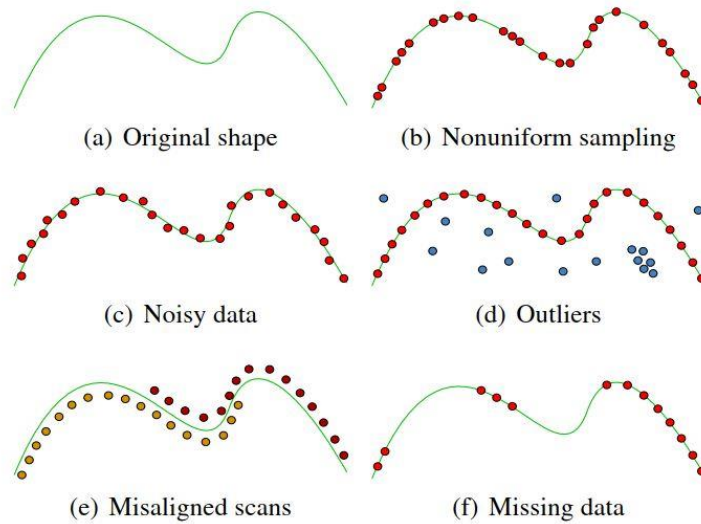 (a) Original shape
(b) Nonuniform sampling
(c) Noisy data
(d) Outliers
(e) Misaligned scans
(f) Missing data